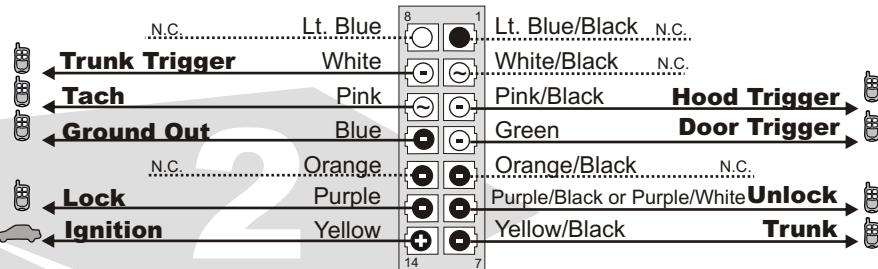 8 1
N.C. Lt. Blue Lt. Blue/Black N.C.
Trunk Trigger White White/Black N.C.
Tach Pink Pink/Black Hood Trigger
Ground Out Blue Green Door Trigger
N.C. Orange Orange/Black N.C.
Lock Purple Purple/Black or Purple/White Unlock
Ignition Yellow Yellow/Black Trunk
14 7
2